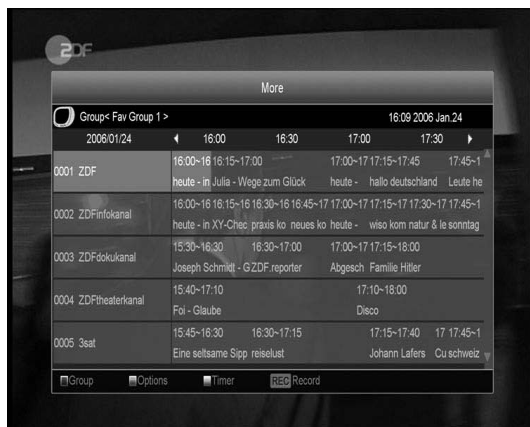 ZDF
More
Group< Fav Group 1 > 16:09 2006 Jan.24
2006/01/24 16:00 16:30 17:00 17:30
16:00~16 16:15~17:00 17:00~17 17:15~17:45 17:45~1
0001 ZDF
heute - in Julia - Wege zum Glück heute - hallo deutschland Leute he
16:00~16 16:15~16 16:30~16 16:45~17 17:00~17 17:15~17 17:30~17 17:45~1
0002 ZDFinfokanal
heute - in XY-Chec praxis ko neues ko heute - wiso kom natur & le sonntag
15:30~16:30 16:30~17:00 17:00~17 17:15~18:00
0003 ZDFdokukanal
Joseph Schmidt - G ZDF.reporter Abgesch Familie Hitler
15:40~17:10 17:10~18:00
0004 ZDFtheaterkanal
Foi - Glaube Disco
15:45~16:30 16:30~17:15 17:15~17:40 17 17:45~1
0005 3sat
Eine seltsame Sipp reiselust Johann Lafers Cu schweiz
Group Options Timer REC Record